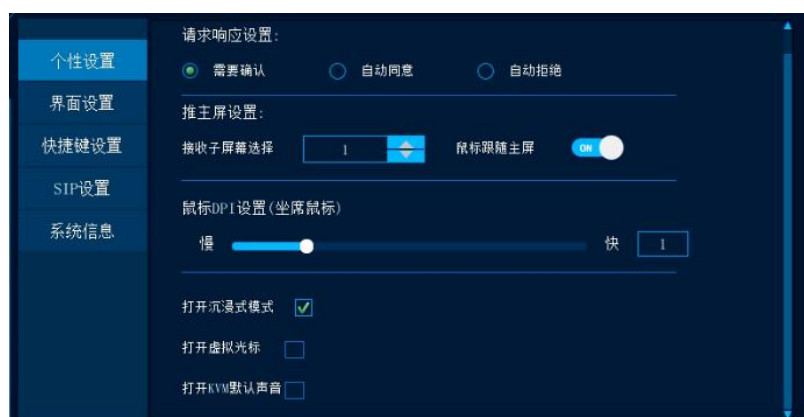 个性设置
界面设置
快捷键设置
SIP设置
系统信息
请求响应设置:
需要确认 自动同意 自动拒绝
推主屏设置:
接收子屏幕选择 1 鼠标跟随主屏 ON
鼠标DPI设置(坐席鼠标)
慢 快 1
打开沉浸式模式
打开虚拟光标
打开KVM默认声音